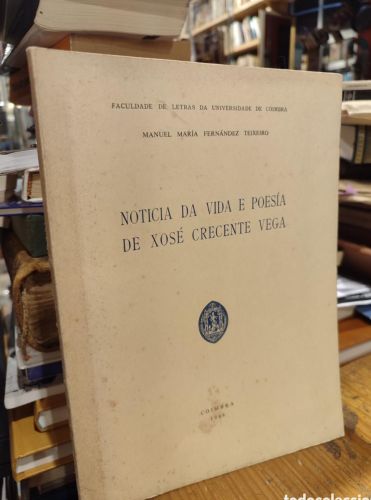 FACULDADE DE LETRAS DA UNIVERSIDADE DE COIMBRA
MANUEL MARÍA FERNÁNDEZ TEIXEIRO
NOTICIA DA VIDA E POESÍA
DE XOSÉ CRECENTE VEGA
COIMBRA